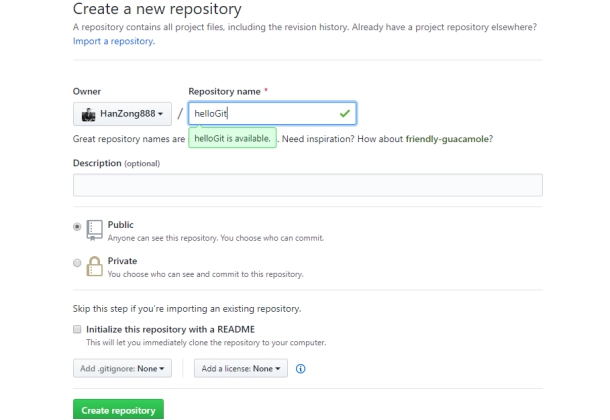 Create a new repository
A repository contains all project files, including the revision history. Already have a project repository elsewhere?
Import a repository.
Owner
Repository name *
HanZong888
/
helloGit
Great repository names are
helloGit is available.
. Need inspiration? How about friendly-guacamole?
Description (optional)
Public
Anyone can see this repository. You choose who can commit.
Private
You choose who can see and commit to this repository.
Skip this step if you're importing an existing repository.
Initialize this repository with a README
This will let you immediately clone the repository to your computer.
Add .gitignore: None
Add a license: None
Create repository